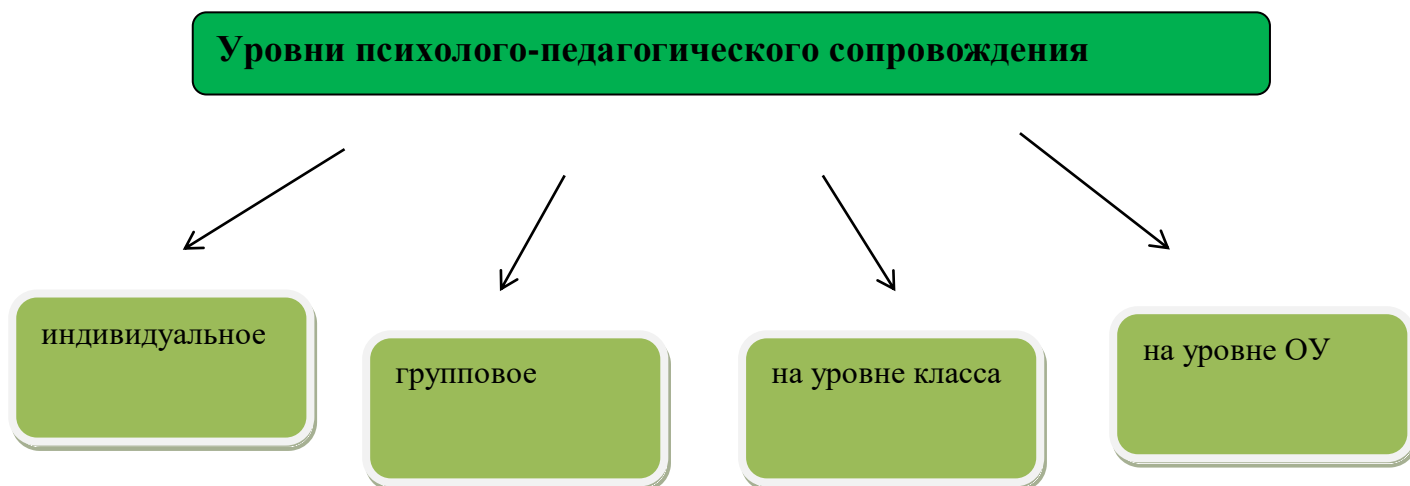 Уровни психолого-педагогического сопровождения
индивидуальное
групповое
на уровне класса
на уровне ОУ